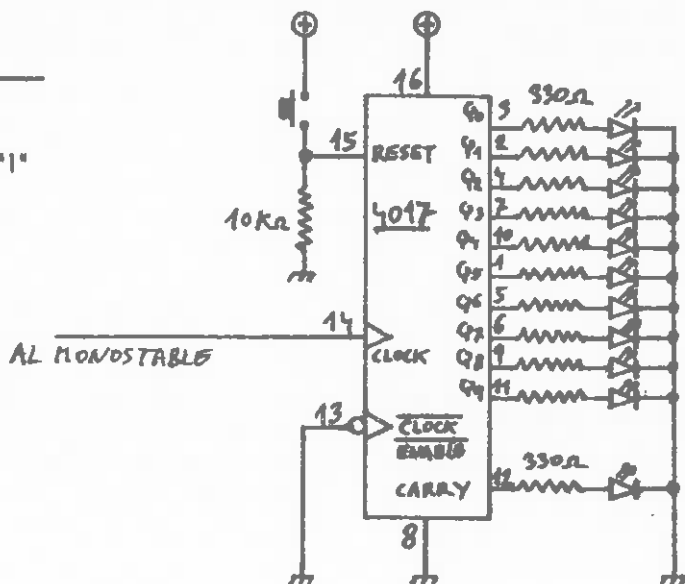 16
330Ω
Q0 3
"1"
15 RESET
Q1 2
Q2 4
4017
10KΩ
Q3 7
Q4 10
Q5 1
Q6 5
14
Q7 6
AL MONOSTABLE
CLOCK
Q8 9
Q9 11
13
CLOCK
ENABLE
330Ω
CARRY 12
8